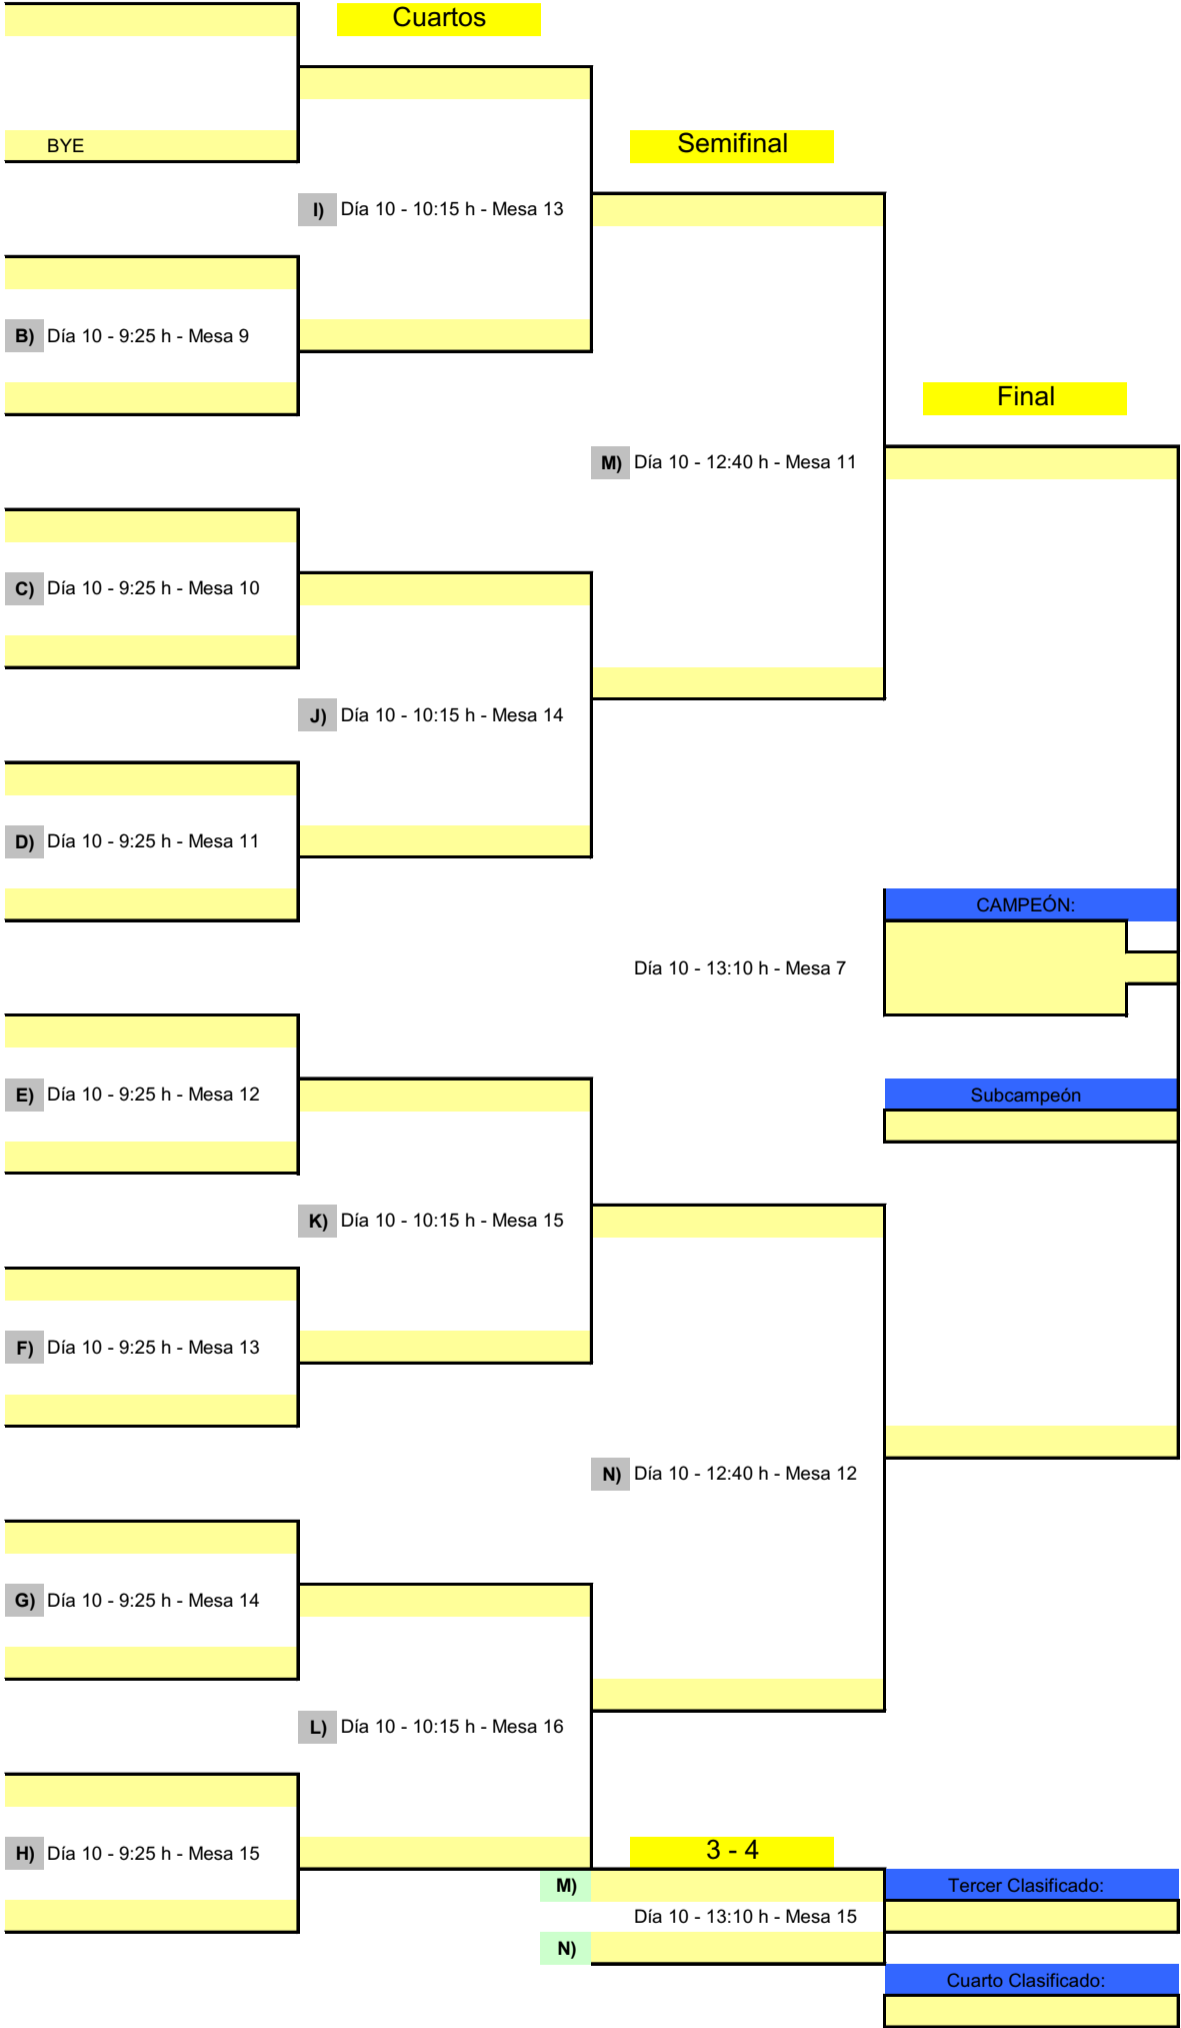 Cuartos
BYE
Semifinal
I) Día 10 - 10:15 h - Mesa 13
B) Día 10 - 9:25 h - Mesa 9
Final
M) Día 10 - 12:40 h - Mesa 11
C) Día 10 - 9:25 h - Mesa 10
J) Día 10 - 10:15 h - Mesa 14
D) Día 10 - 9:25 h - Mesa 11
CAMPEÓN:
Día 10 - 13:10 h - Mesa 7
E) Día 10 - 9:25 h - Mesa 12
Subcampeón
K) Día 10 - 10:15 h - Mesa 15
F) Día 10 - 9:25 h - Mesa 13
N) Día 10 - 12:40 h - Mesa 12
G) Día 10 - 9:25 h - Mesa 14
L) Día 10 - 10:15 h - Mesa 16
H) Día 10 - 9:25 h - Mesa 15
3 - 4
M)
Tercer Clasificado:
Día 10 - 13:10 h - Mesa 15
N)
Cuarto Clasificado: